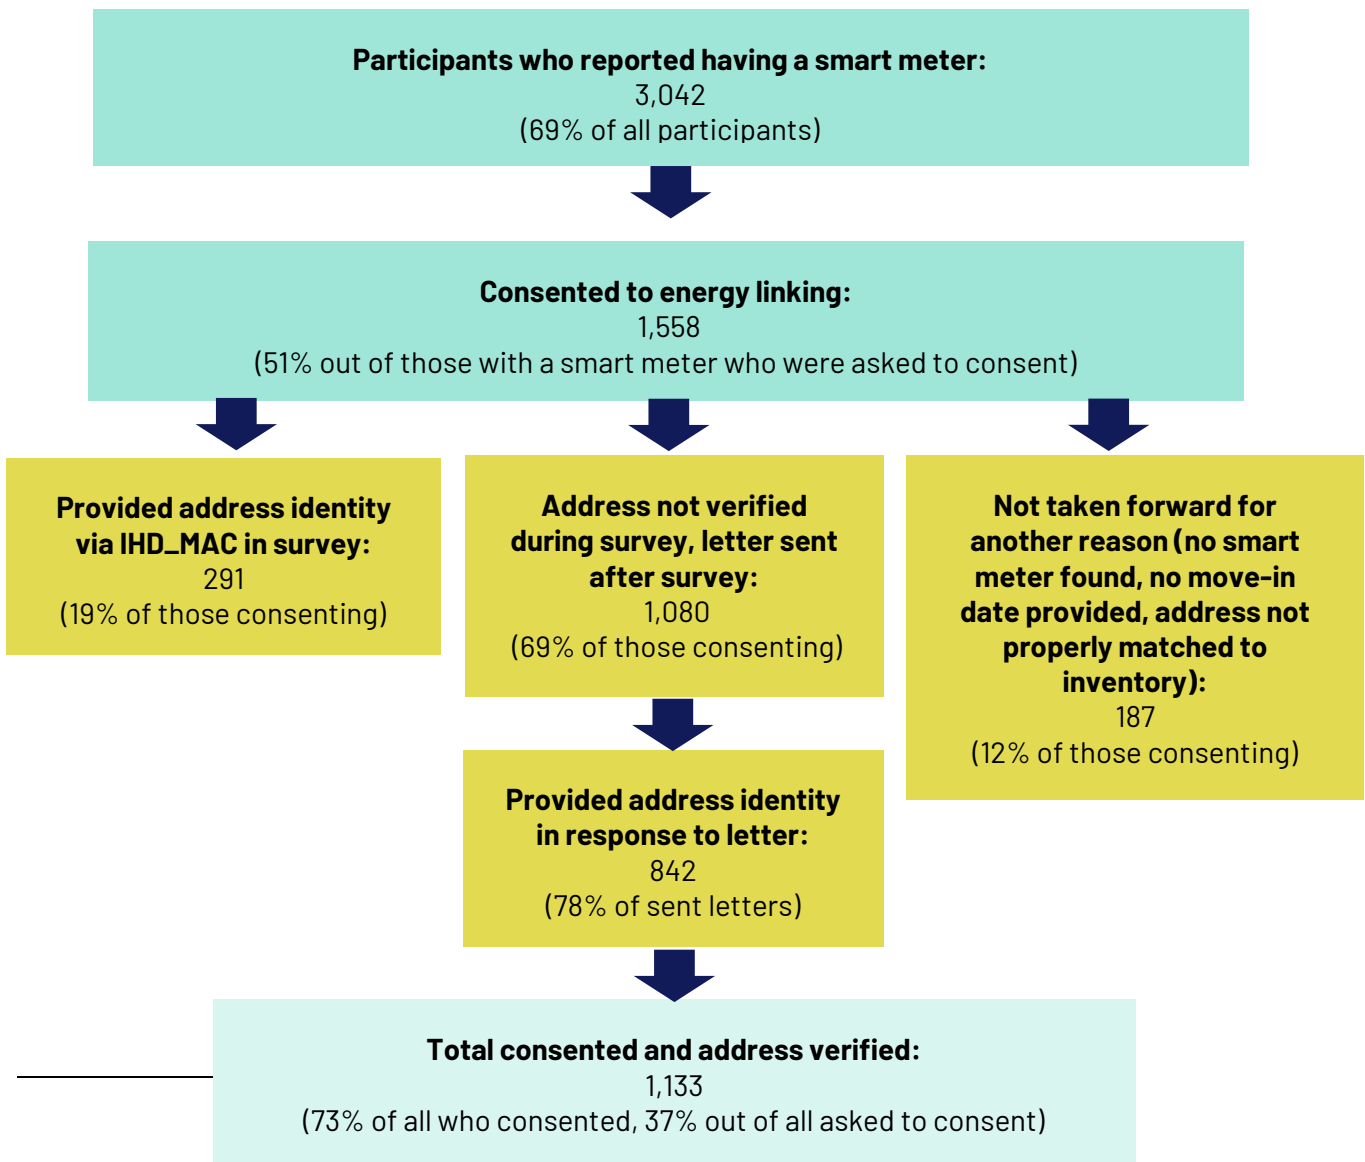 Participants who reported having a smart meter:
3,042
(69% of all participants)
Consented to energy linking:
1,558
(51% out of those with a smart meter who were asked to consent)
Provided address identity
via IHD_MAC in survey:
291
(19% of those consenting)
Address not verified
during survey, letter sent
after survey:
1,080
(69% of those consenting)
Not taken forward for
another reason (no smart
meter found, no move-in
date provided, address not
properly matched to
inventory):
187
(12% of those consenting)
Provided address identity
in response to letter:
842
(78% of sent letters)
Total consented and address verified:
1,133
(73% of all who consented, 37% out of all asked to consent)